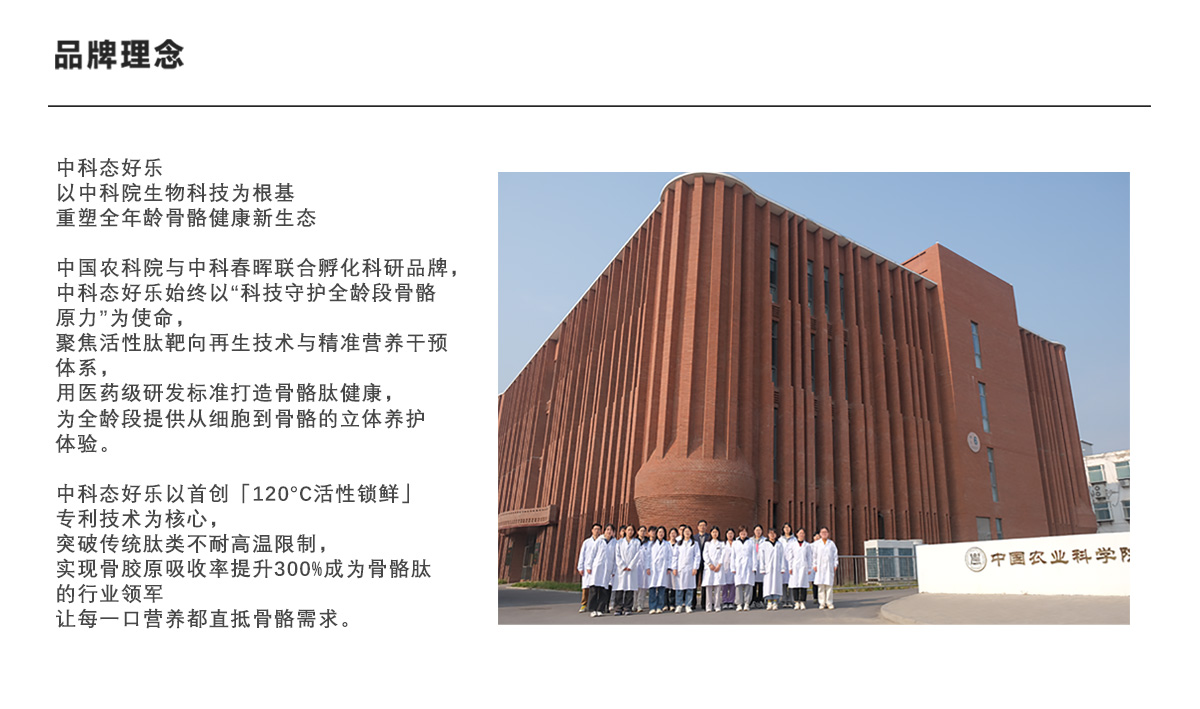 品牌理念
中科态好乐
以中科院生物科技为根基
重塑全年龄骨骼健康新生态
中国农科院与中科春晖联合孵化科研品牌，
中科态好乐始终以“科技守护全龄段骨骼
原力”为使命，
聚焦活性肽靶向再生技术与精准营养干预
体系，
用医药级研发标准打造骨骼肽健康，
为全龄段提供从细胞到骨骼的立体养护
体验。
中科态好乐以首创「120°C活性锁鲜」
专利技术为核心，
突破传统肽类不耐高温限制，
实现骨胶原吸收率提升300%成为骨骼肽
的行业领军
让每一口营养都直抵骨骼需求。
中国农业科学院